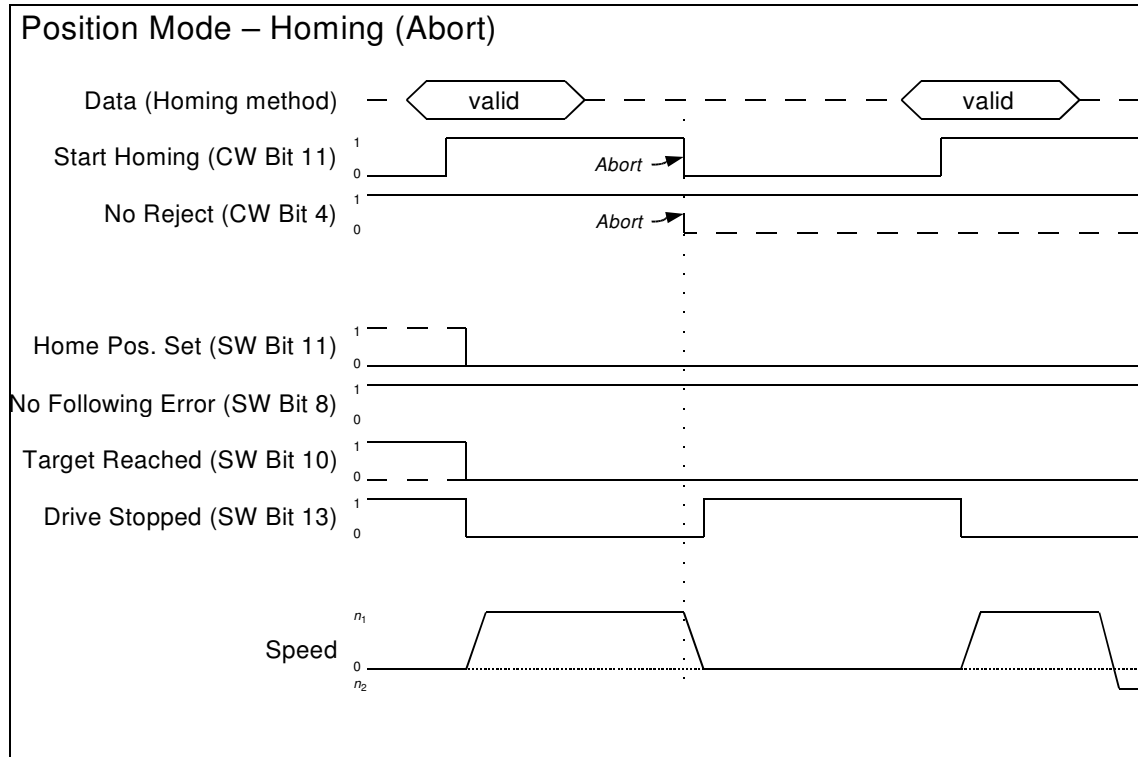 Position Mode – Homing (Abort)
Data (Homing method) valid valid
Start Homing (CW Bit 11) 1 0 Abort
No Reject (CW Bit 4) 1 0 Abort
Home Pos. Set (SW Bit 11) 1 0
No Following Error (SW Bit 8) 1 0
Target Reached (SW Bit 10) 1 0
Drive Stopped (SW Bit 13) 1 0
Speed n1 0 n2